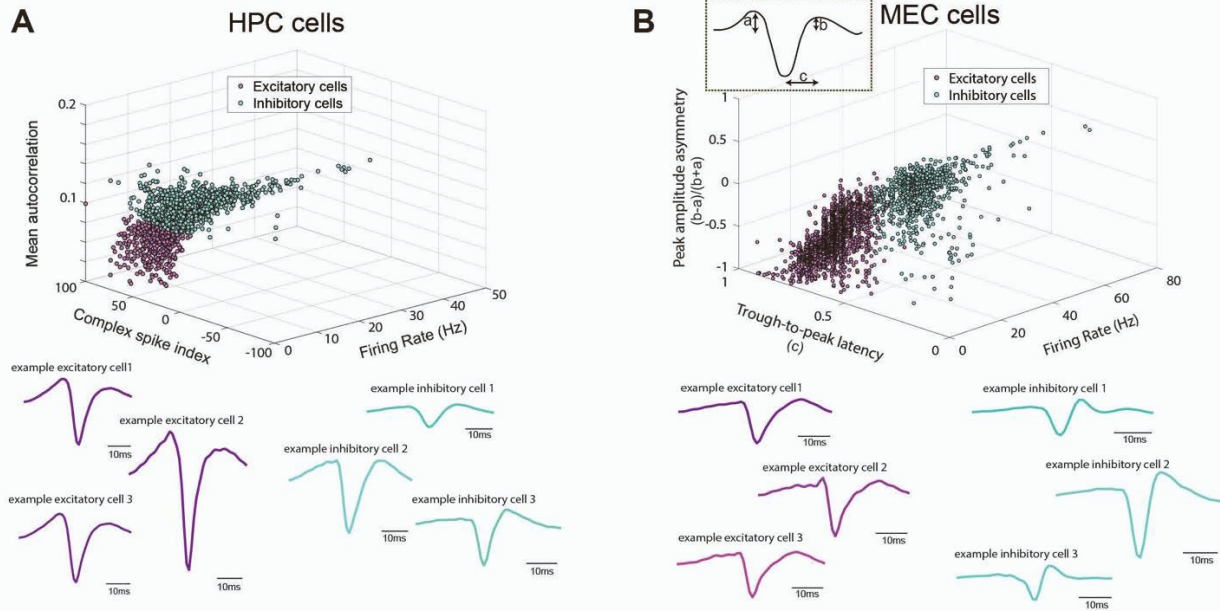 A
HPC cells
Excitatory cells
Inhibitory cells
0.2
0.1
Mean autocorrelation
100
50
0
-50
-100
Complex spike index
0
10
20
30
40
50
Firing Rate (Hz)
example excitatory cell1
10ms
example excitatory cell 2
10ms
example excitatory cell 3
10ms
example inhibitory cell 1
10ms
example inhibitory cell 2
10ms
example inhibitory cell 3
10ms
B
MEC cells
a
b
c
Excitatory cells
Inhibitory cells
1
0.5
0
-0.5
-1
Peak amplitude asymmetry
(b-a)/(b+a)
1
0.5
0
Trough-to-peak latency
(c)
0
20
40
60
80
Firing Rate (Hz)
example excitatory cell1
10ms
example excitatory cell 2
10ms
example excitatory cell 3
10ms
example inhibitory cell 1
10ms
example inhibitory cell 2
10ms
example inhibitory cell 3
10ms